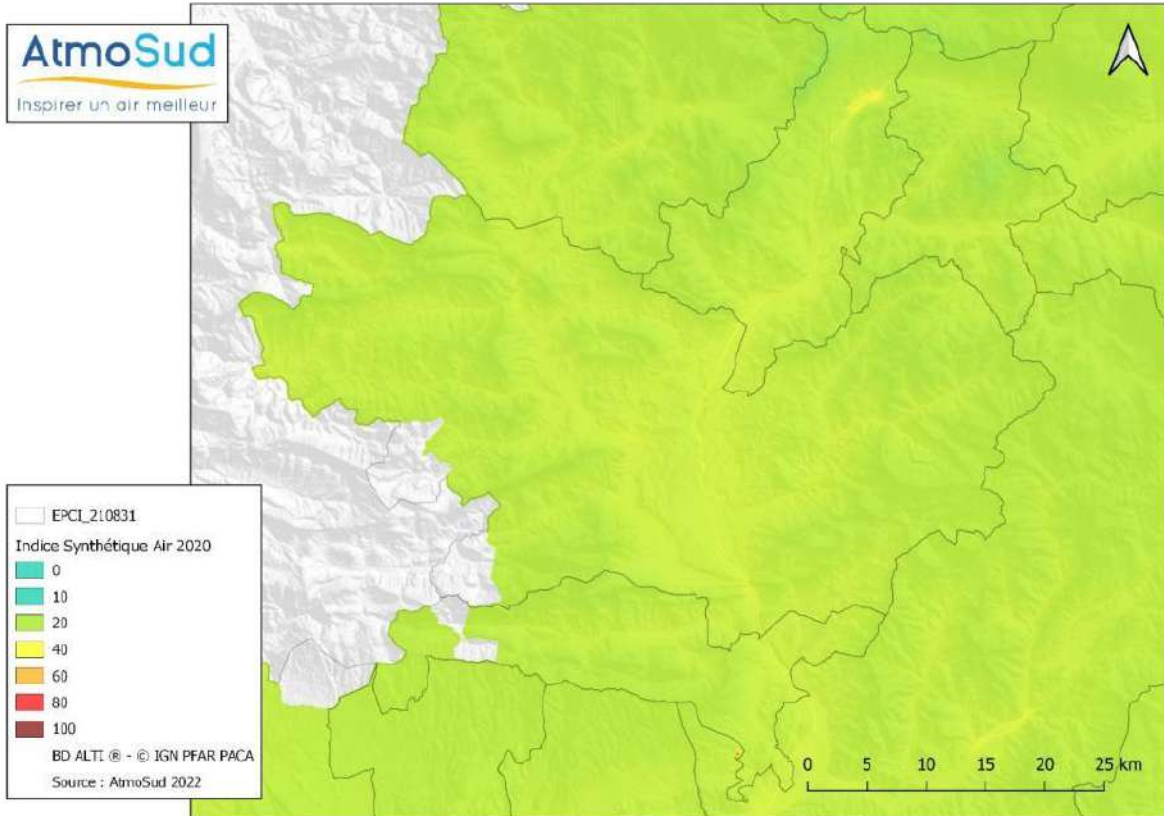 AtmoSud
Inspirer un air meilleur
EPCI_210831
Indice Synthétique Air 2020
0
10
20
40
60
80
100
BD ALTI ® - © IGN PFAR PACA
Source : AtmoSud 2022
0 5 10 15 20 25 km